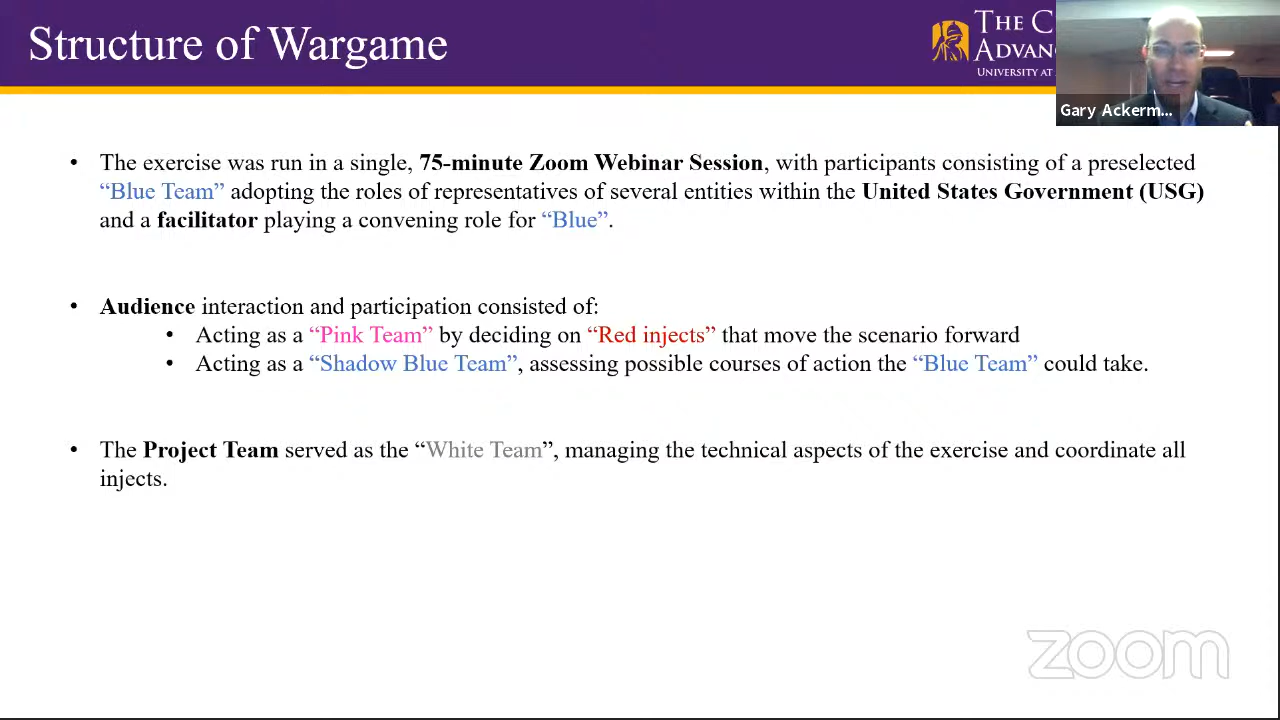 Structure of Wargame
THE C
ADVANC
UNIVERSITY AT
Gary Ackerm...
• The exercise was run in a single, 75-minute Zoom Webinar Session, with participants consisting of a preselected
“Blue Team” adopting the roles of representatives of several entities within the United States Government (USG)
and a facilitator playing a convening role for “Blue”.
• Audience interaction and participation consisted of:
• Acting as a “Pink Team” by deciding on “Red injects” that move the scenario forward
• Acting as a “Shadow Blue Team”, assessing possible courses of action the “Blue Team” could take.
• The Project Team served as the “White Team”, managing the technical aspects of the exercise and coordinate all
injects.
zoom